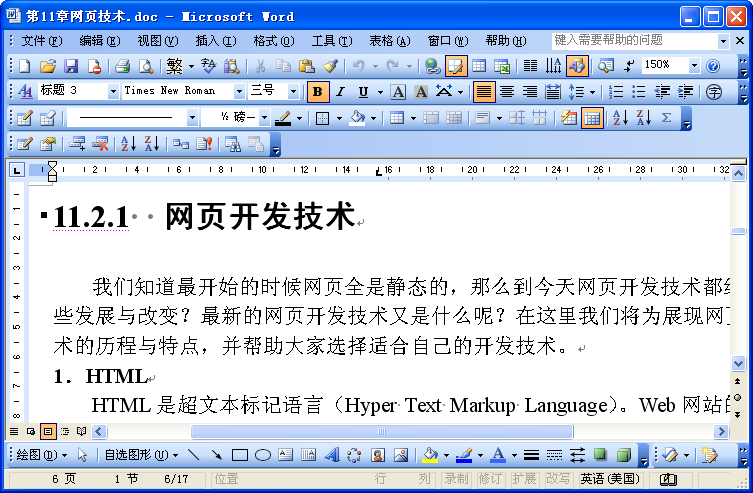 第11章网页技术.doc - Microsoft Word
文件(F) 编辑(E) 视图(V) 插入(I) 格式(O) 工具(T) 表格(A) 窗口(W) 帮助(H) 键入需要帮助的问题
繁 150%
标题 3 Times New Roman 三号 B I U A A A 字
½ 磅
2 2 4 6 8 10 12 14 16 18 20 22 24 26 28 30 32
11.2.1 网页开发技术
我们知道最开始的时候网页全是静态的，那么到今天网页开发技术都经
些发展与改变？最新的网页开发技术又是什么呢？在这里我们将为展现网页
术的历程与特点，并帮助大家选择适合自己的开发技术。
1．HTML
HTML 是超文本标记语言（Hyper Text Markup Language）。Web 网站的
绘图(D) 自选图形(U)
6 页 1 节 6/17 位置 行 列 录制 修订 扩展 改写 英语(美国)